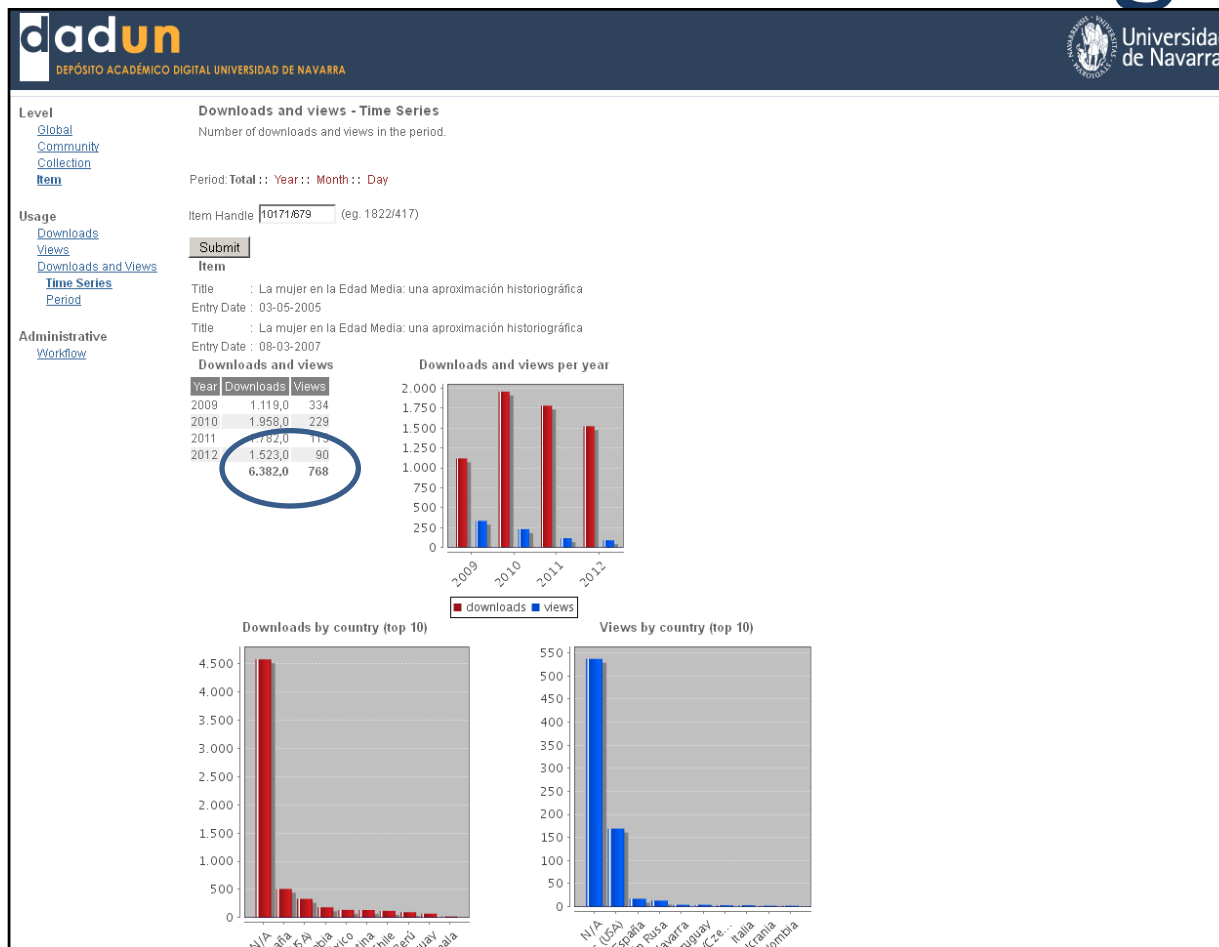 dadun
DEPÓSITO ACADÉMICO DIGITAL UNIVERSIDAD DE NAVARRA
Universidad
de Navarra
Level
Global
Community
Collection
Item
Usage
Downloads
Views
Downloads and Views
Time Series
Period
Administrative
Workflow
Downloads and views - Time Series
Number of downloads and views in the period.
Period: Total :: Year :: Month :: Day
Item Handle 10171/679 (eg. 1822/417)
Submit
Item
Title : La mujer en la Edad Media: una aproximación historiográfica
Entry Date : 03-05-2005
Title : La mujer en la Edad Media: una aproximación historiográfica
Entry Date : 08-03-2007
Downloads and views
Year Downloads Views
2009 1.119,0 334
2010 1.958,0 229
2011 1.782,0 115
2012 1.523,0 90
6.382,0 768
Downloads and views per year
2.000
1.750
1.500
1.250
1.000
750
500
250
0
2009 2010 2011 2012
downloads views
Downloads by country (top 10)
4.500
4.000
3.500
3.000
2.500
2.000
1.500
1.000
500
0
N/A Chile Perú
Views by country (top 10)
550
500
450
400
350
300
250
200
150
100
50
0
N/A (USA) España Rusa Navarra Italia